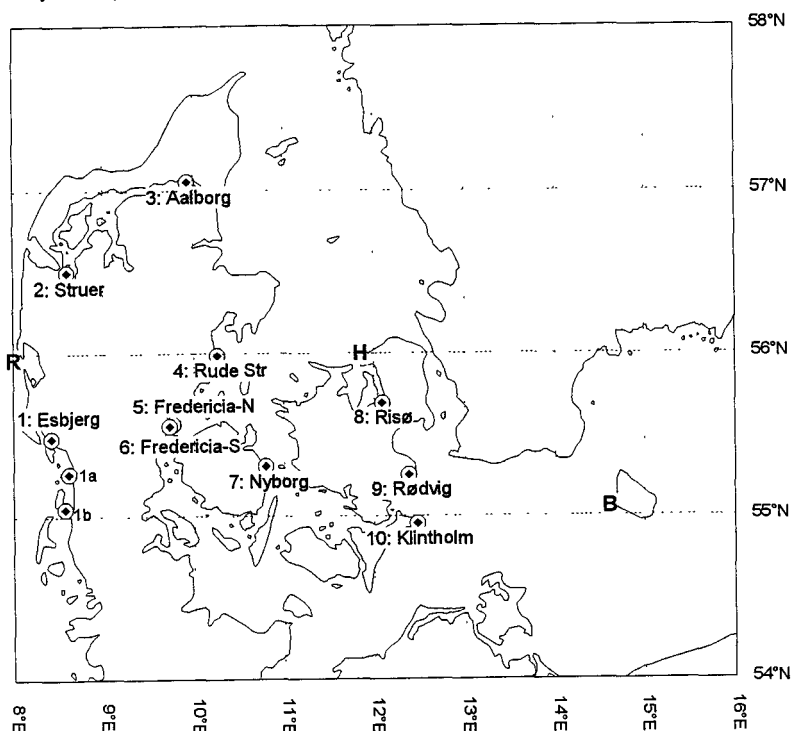 58°N
57°N
3: Aalborg
2: Struer
H
56°N
R
4: Rude Str
5: Fredericia-N
1: Esbjerg
8: Risø
6: Fredericia-S
1a
7: Nyborg
9: Rødvig
B
55°N
1b
10: Klintholm
54°N
8°E
9°E
10°E
11°E
12°E
13°E
14°E
15°E
16°E